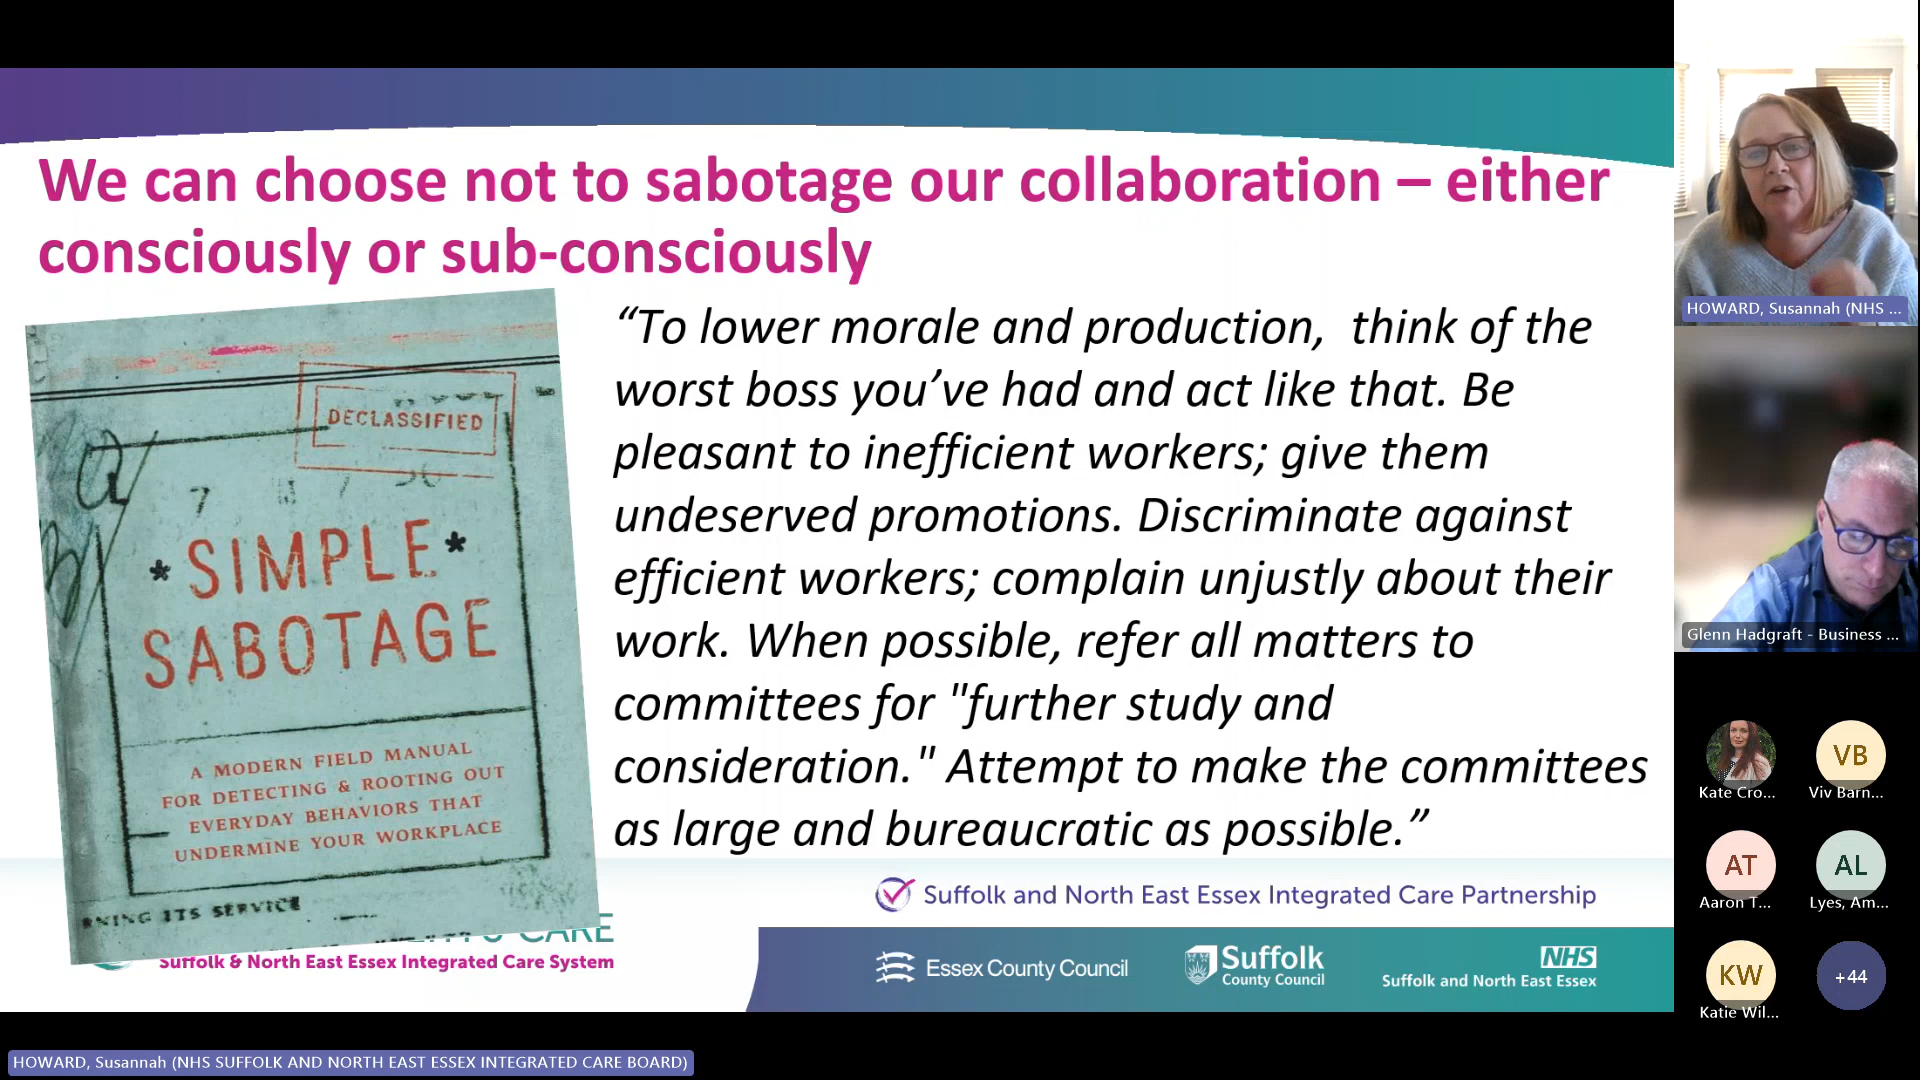 We can choose not to sabotage our collaboration – either
consciously or sub-consciously
DECLASSIFIED
*SIMPLE*
SABOTAGE
A MODERN FIELD MANUAL
FOR DETECTING & ROOTING OUT
EVERYDAY BEHAVIORS THAT
UNDERMINE YOUR WORKPLACE
ITS SERVICE
“To lower morale and production,  think of the
worst boss you’ve had and act like that. Be
pleasant to inefficient workers; give them
undeserved promotions. Discriminate against
efficient workers; complain unjustly about their
work. When possible, refer all matters to
committees for "further study and
consideration." Attempt to make the committees
as large and bureaucratic as possible.”
Suffolk and North East Essex Integrated Care Partnership
CARE
Suffolk & North East Essex Integrated Care System
Essex County Council
Suffolk
County Council
NHS
Suffolk and North East Essex
HOWARD, Susannah (NHS ...
Glenn Hadgraft - Business ...
Kate Cro...
VB
Viv Barn...
AT
Aaron T...
AL
Lyes, Am...
KW
Katie Wil...
+44
HOWARD, Susannah (NHS SUFFOLK AND NORTH EAST ESSEX INTEGRATED CARE BOARD)